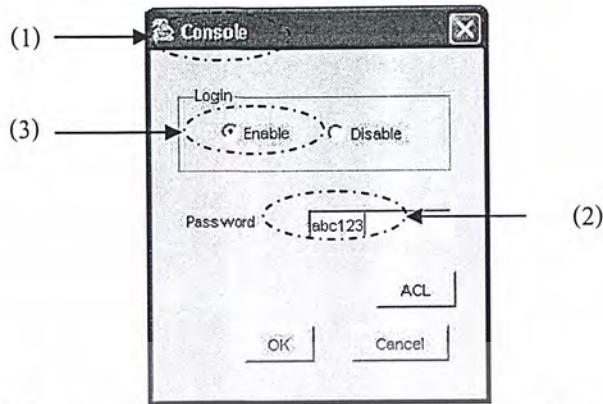 (1)
Console
Login
(3)
Enable
Disable
Password
abc123
(2)
ACL
OK
Cancel